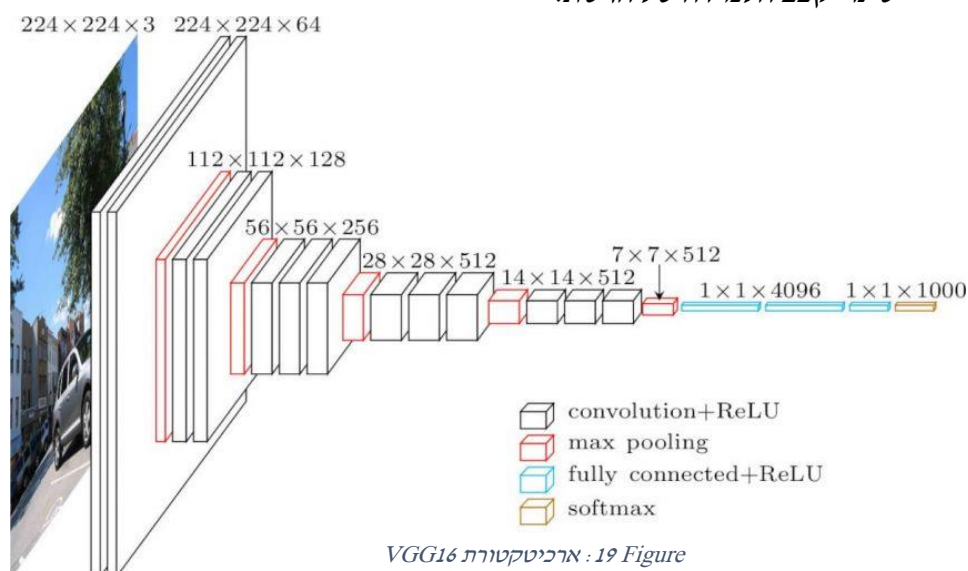 224×224×3 224×224×64
112×112×128
56×56×256
28×28×512
14×14×512
7×7×512
1×1×4096 1×1×1000
convolution+ReLU
max pooling
fully connected+ReLU
softmax
Figure 19: ארכיטקטורת VGG16